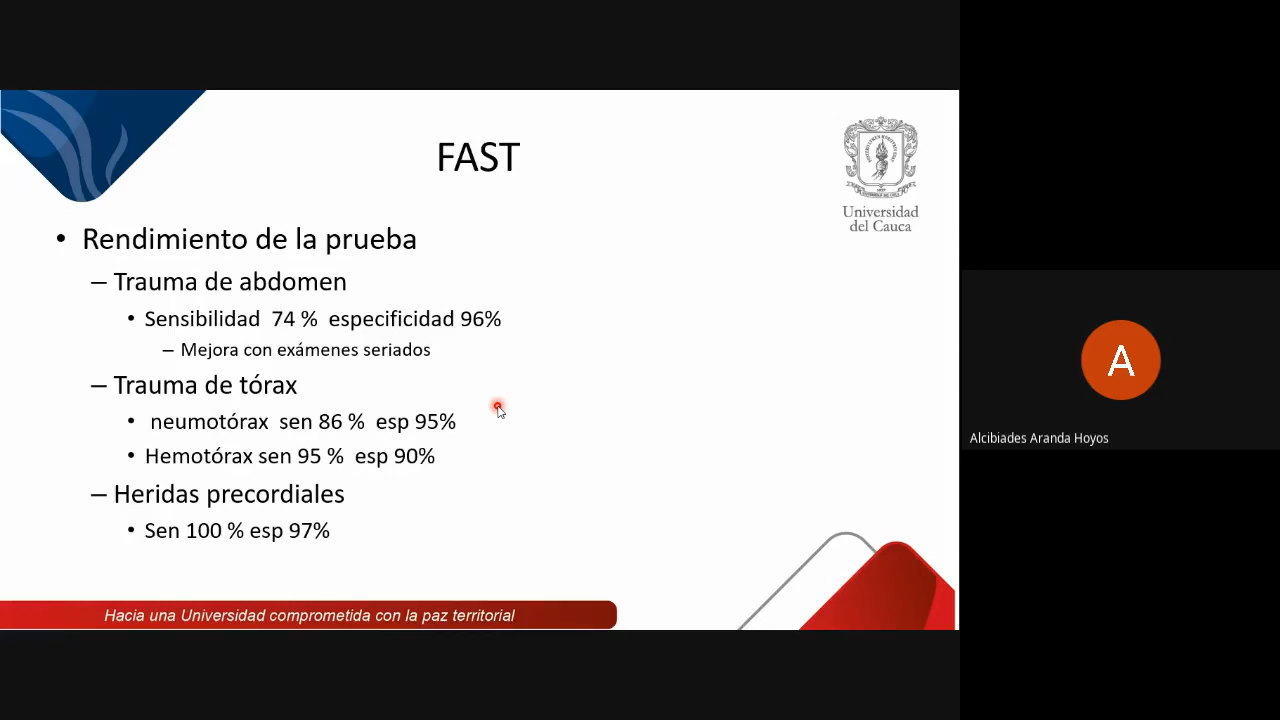 FAST
Universidad
del Cauca
• Rendimiento de la prueba
– Trauma de abdomen
• Sensibilidad 74 % especificidad 96%
– Mejora con exámenes seriados
– Trauma de tórax
• neumotórax sen 86 % esp 95%
• Hemotórax sen 95 % esp 90%
– Heridas precordiales
• Sen 100 % esp 97%
Hacia una Universidad comprometida con la paz territorial
A
Alcibiades Aranda Hoyos